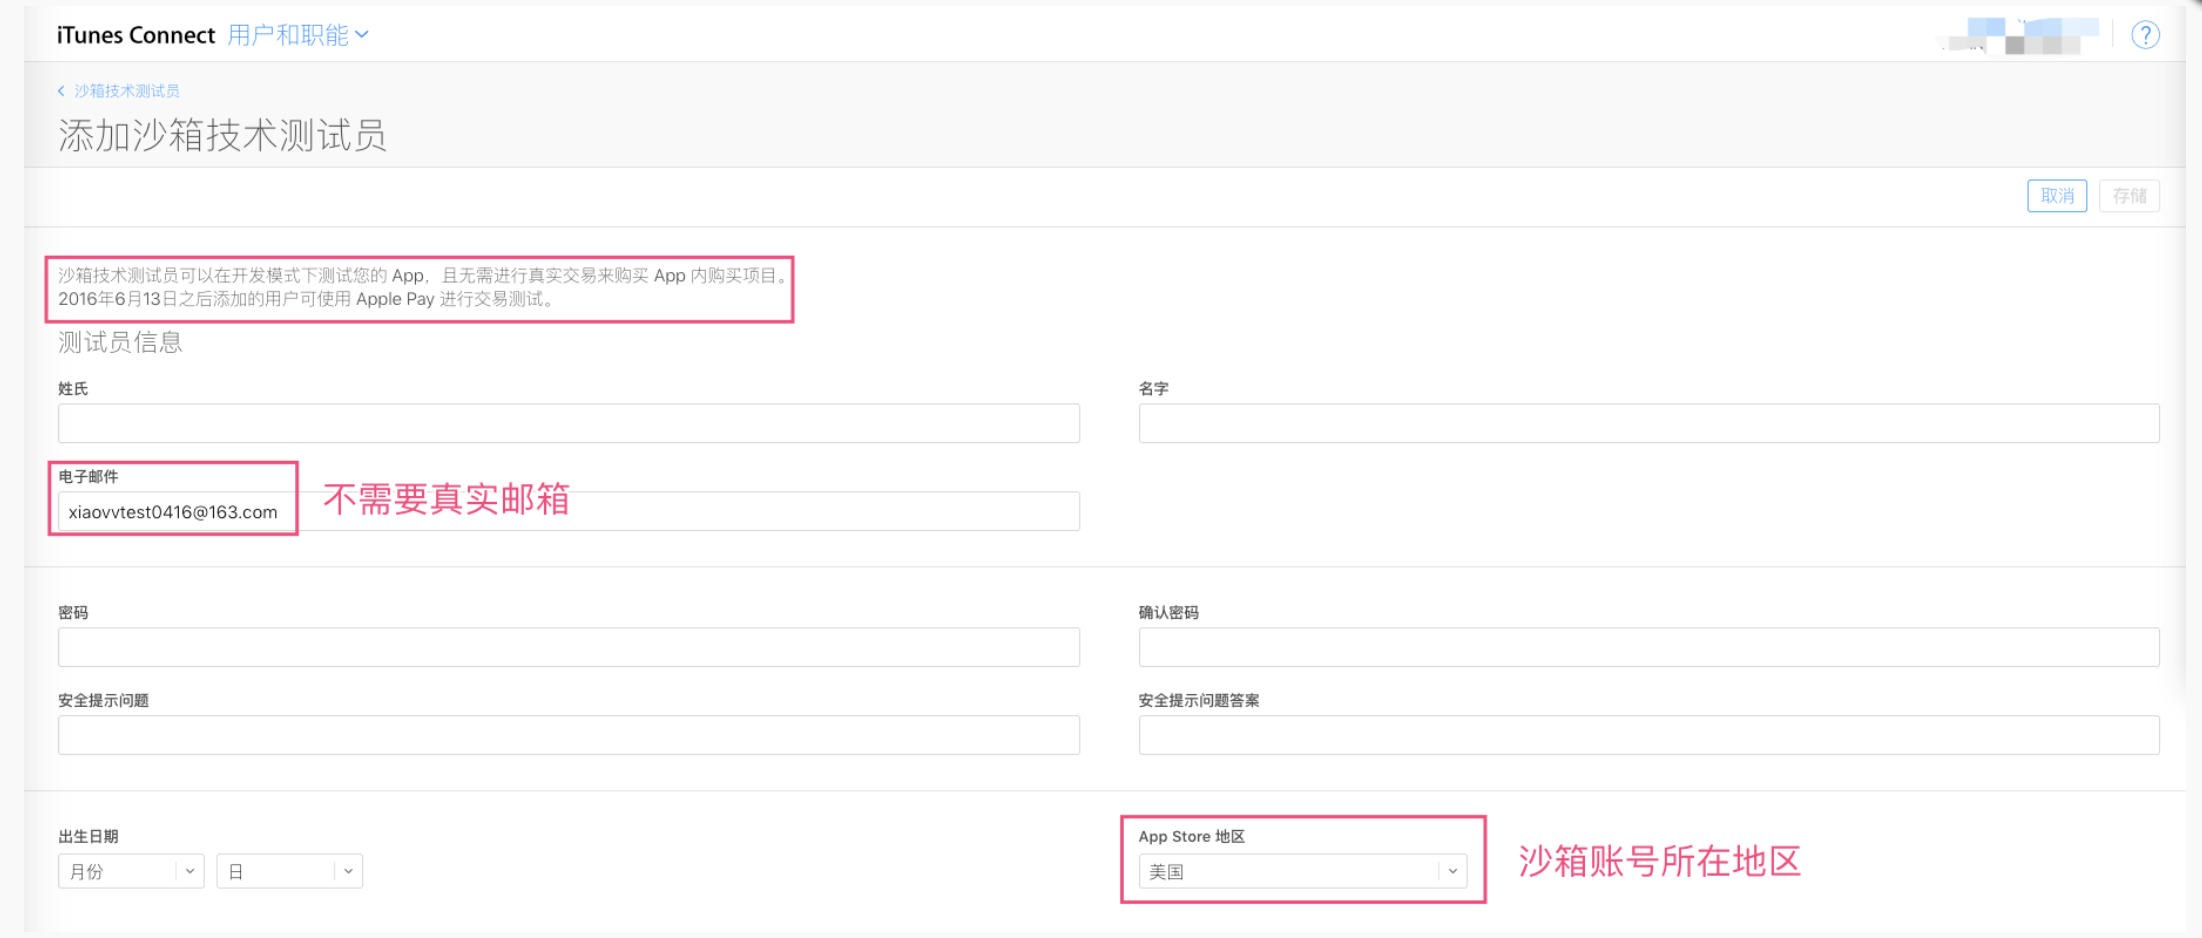 iTunes Connect 用户和职能
?
沙箱技术测试员
添加沙箱技术测试员
取消 存储
沙箱技术测试员可以在开发模式下测试您的 App，且无需进行真实交易来购买 App 内购买项目。
2016年6月13日之后添加的用户可使用 Apple Pay 进行交易测试。
测试员信息
姓氏 名字
电子邮件
xiaovvtest0416@163.com
不需要真实邮箱
密码 确认密码
安全提示问题 安全提示问题答案
出生日期 App Store 地区
月份 日 美国
沙箱账号所在地区